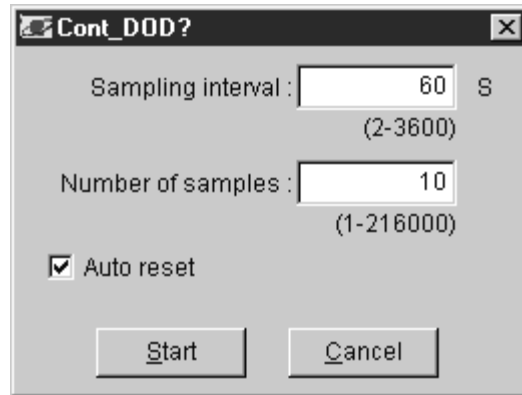 Cont_DOD?
Sampling interval : 60 S
(2-3600)
Number of samples : 10
(1-216000)
Auto reset
Start Cancel